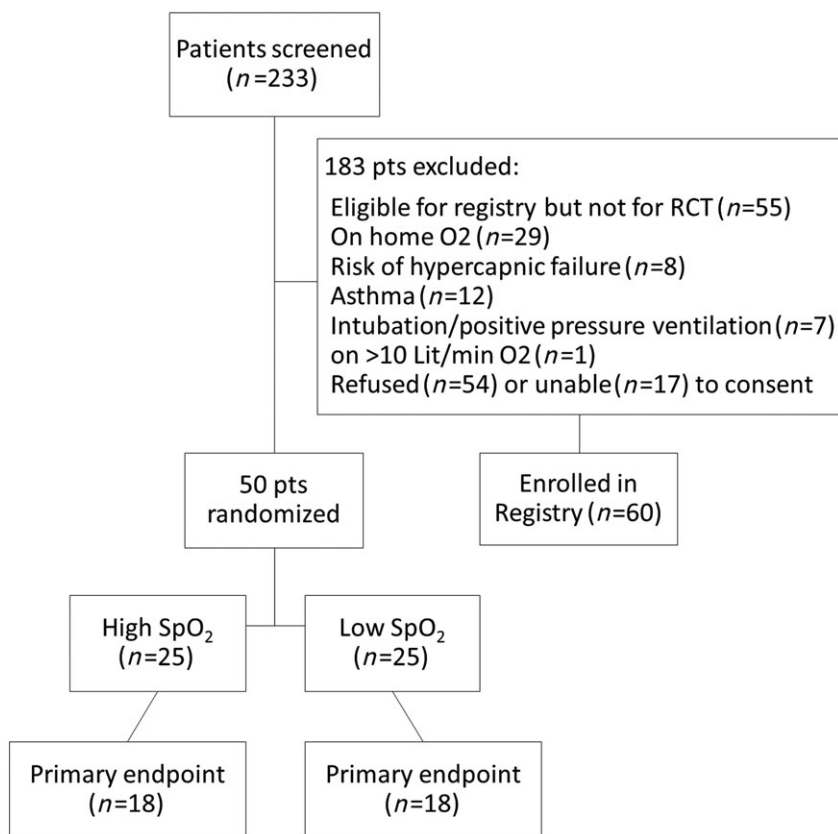 Patients screened
(n=233)
183 pts excluded:
Eligible for registry but not for RCT (n=55)
On home O2 (n=29)
Risk of hypercapnic failure (n=8)
Asthma (n=12)
Intubation/positive pressure ventilation (n=7)
on >10 Lit/min O2 (n=1)
Refused (n=54) or unable (n=17) to consent
50 pts
randomized
Enrolled in
Registry (n=60)
High SpO₂
(n=25)
Low SpO₂
(n=25)
Primary endpoint
(n=18)
Primary endpoint
(n=18)